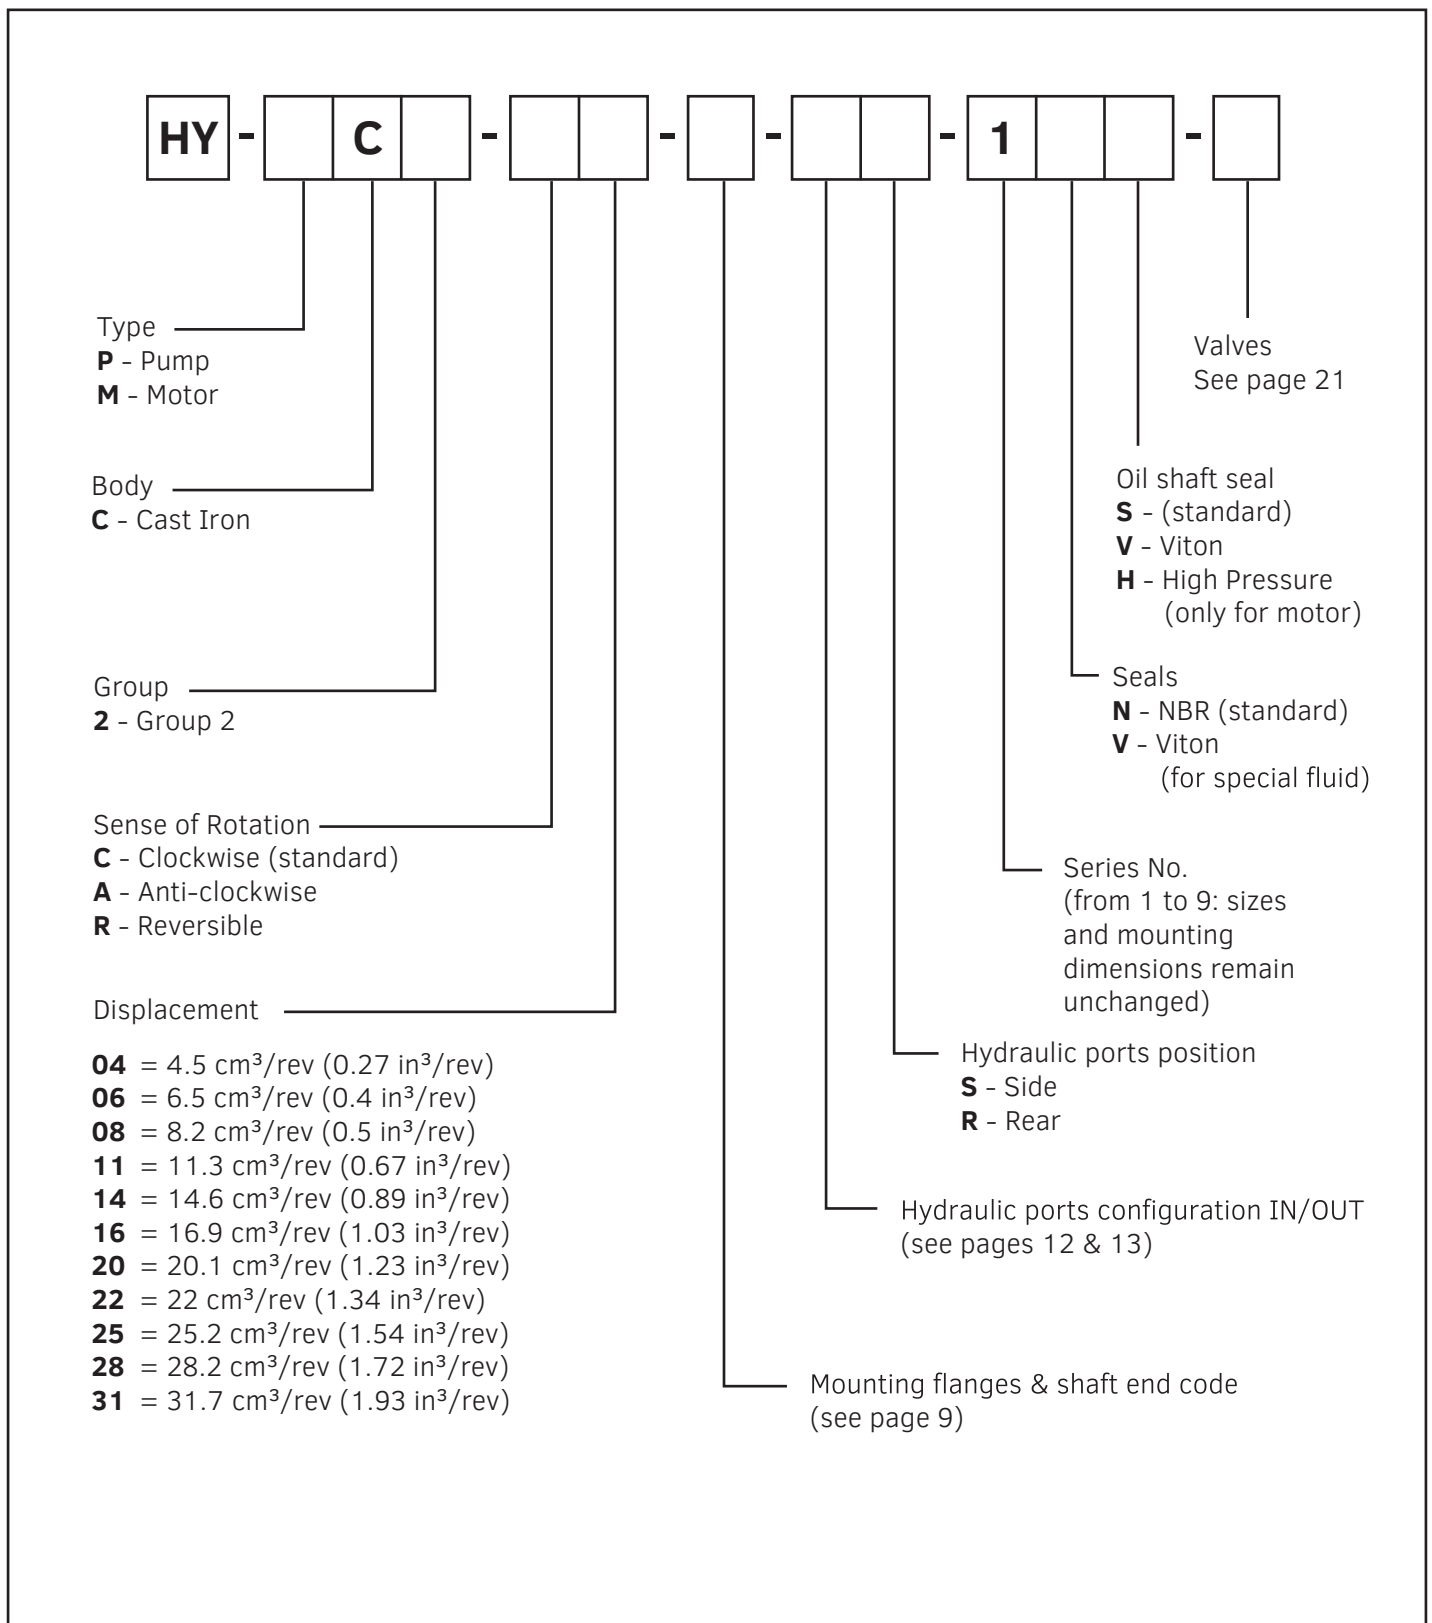 HY - C - - - - 1 -
Type
P - Pump
M - Motor
Body
C - Cast Iron
Group
2 - Group 2
Sense of Rotation
C - Clockwise (standard)
A - Anti-clockwise
R - Reversible
Displacement
04 = 4.5 cm³/rev (0.27 in³/rev)
06 = 6.5 cm³/rev (0.4 in³/rev)
08 = 8.2 cm³/rev (0.5 in³/rev)
11 = 11.3 cm³/rev (0.67 in³/rev)
14 = 14.6 cm³/rev (0.89 in³/rev)
16 = 16.9 cm³/rev (1.03 in³/rev)
20 = 20.1 cm³/rev (1.23 in³/rev)
22 = 22 cm³/rev (1.34 in³/rev)
25 = 25.2 cm³/rev (1.54 in³/rev)
28 = 28.2 cm³/rev (1.72 in³/rev)
31 = 31.7 cm³/rev (1.93 in³/rev)
Valves
See page 21
Oil shaft seal
S - (standard)
V - Viton
H - High Pressure
(only for motor)
Seals
N - NBR (standard)
V - Viton
(for special fluid)
Series No.
(from 1 to 9: sizes
and mounting
dimensions remain
unchanged)
Hydraulic ports position
S - Side
R - Rear
Hydraulic ports configuration IN/OUT
(see pages 12 & 13)
Mounting flanges & shaft end code
(see page 9)